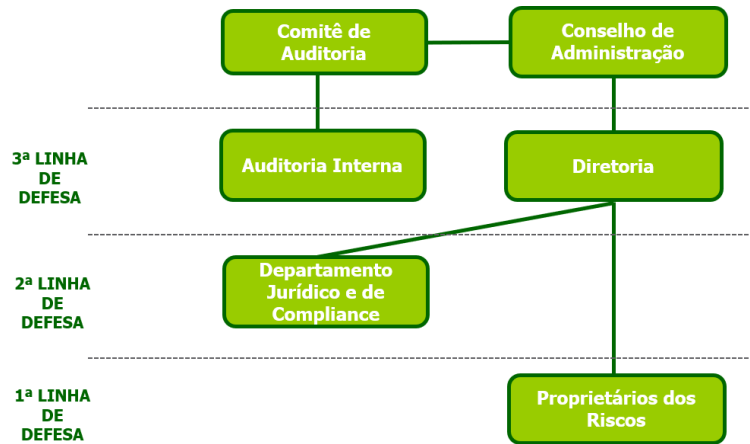 Comitê de
Auditoria
Conselho de
Administração
3ª LINHA
DE
DEFESA
Auditoria Interna
Diretoria
2ª LINHA
DE
DEFESA
Departamento
Jurídico e de
Compliance
1ª LINHA
DE
DEFESA
Proprietários dos
Riscos